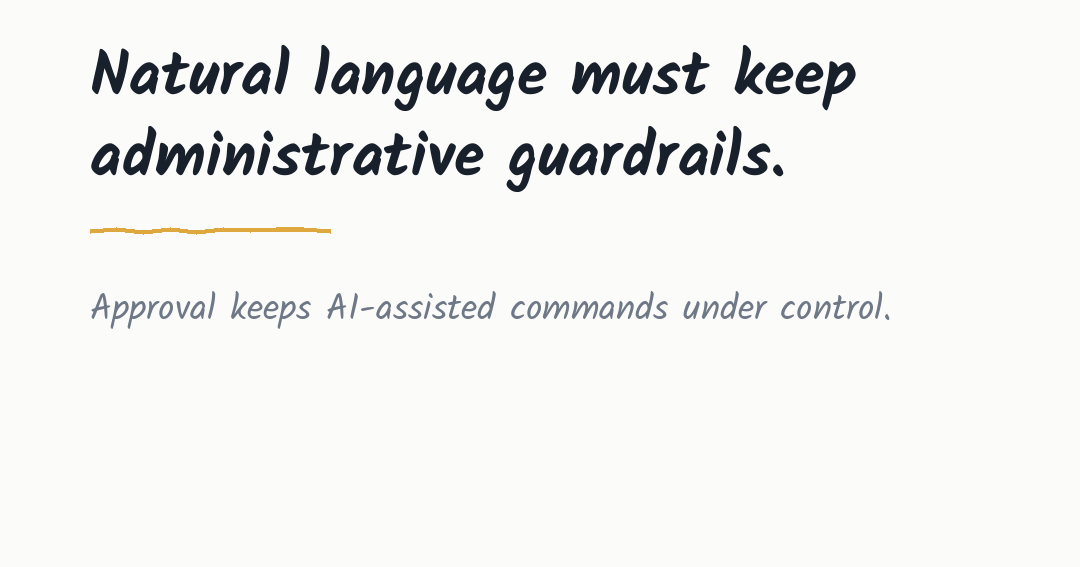 Natural language must keep
administrative guardrails.
Approval keeps AI-assisted commands under control.